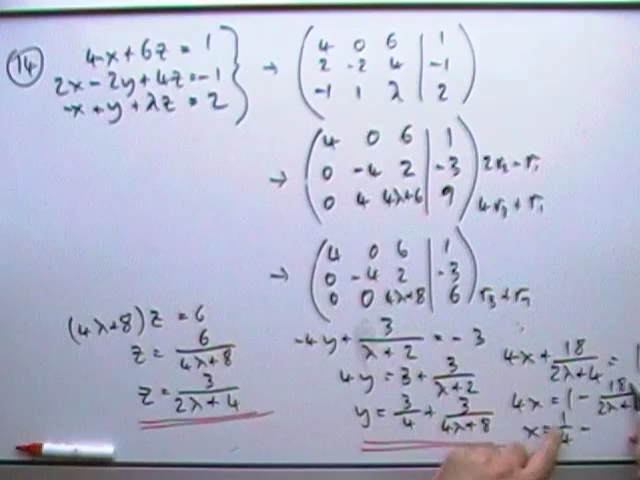 14
4x+6z = 1
2x-2y+4z=-1
-x+y+λz = 2
→ ( 4 0 6 | 1
2 -2 4 | -1
-1 1 λ | 2 )
→ ( 4 0 6 | 1
0 -4 2 | -3 ) 2r₂-r₁
0 4 4λ+6 | 9 4r₃+r₁
→ ( 4 0 6 | 1
0 -4 2 | -3
0 0 4λ+8 | 6 )
(4λ+8)z = 6
z = 6/(4λ+8)
z = 3/(2λ+4)
-4y + 3/(λ+2) = -3
4y = 3 + 3/(λ+2)
y = 3/4 + 3/(4λ+8)
4x + 18/(2λ+4) = 1
4x = 1 - 18/(2λ+
x = 1/4 -